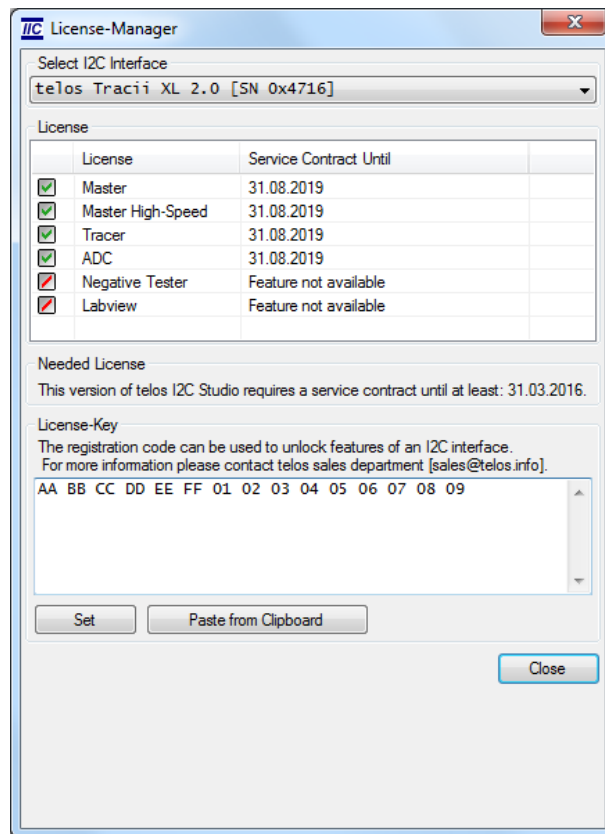 IIC License-Manager
Select I2C Interface
telos Tracii XL 2.0 [SN 0x4716]
License
License Service Contract Until
Master 31.08.2019
Master High-Speed 31.08.2019
Tracer 31.08.2019
ADC 31.08.2019
Negative Tester Feature not available
Labview Feature not available
Needed License
This version of telos I2C Studio requires a service contract until at least: 31.03.2016.
License-Key
The registration code can be used to unlock features of an I2C interface.
For more information please contact telos sales department [sales@telos.info].
AA BB CC DD EE FF 01 02 03 04 05 06 07 08 09
Set Paste from Clipboard
Close